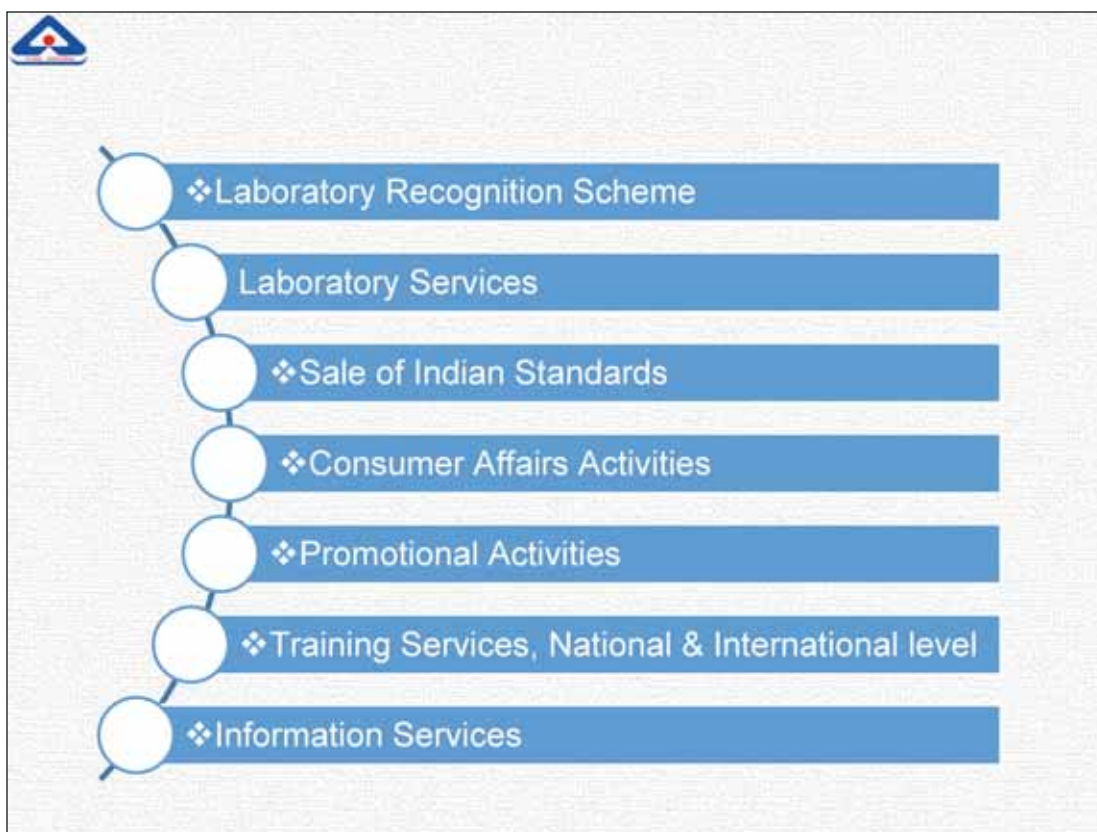 ❖Laboratory Recognition Scheme
Laboratory Services
❖Sale of Indian Standards
❖Consumer Affairs Activities
❖Promotional Activities
❖Training Services, National & International level
❖Information Services